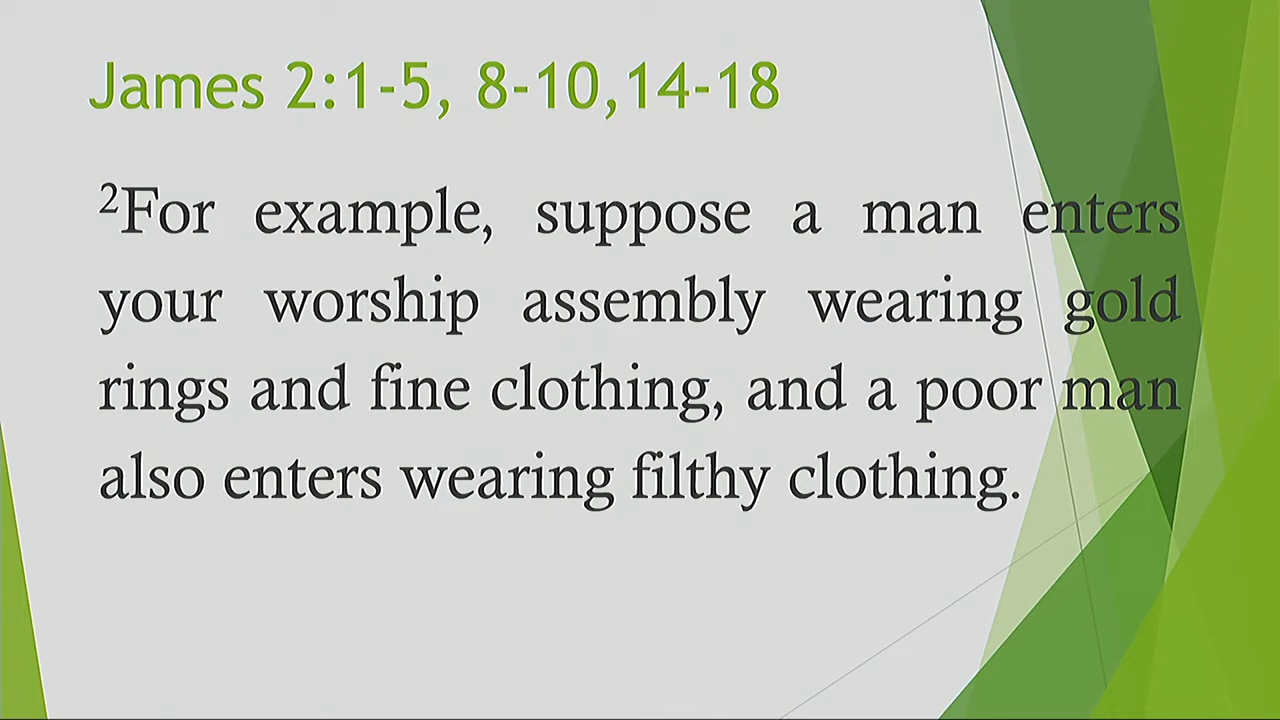 James 2:1-5, 8-10,14-18
²For example, suppose a man enters
your worship assembly wearing gold
rings and fine clothing, and a poor man
also enters wearing filthy clothing.